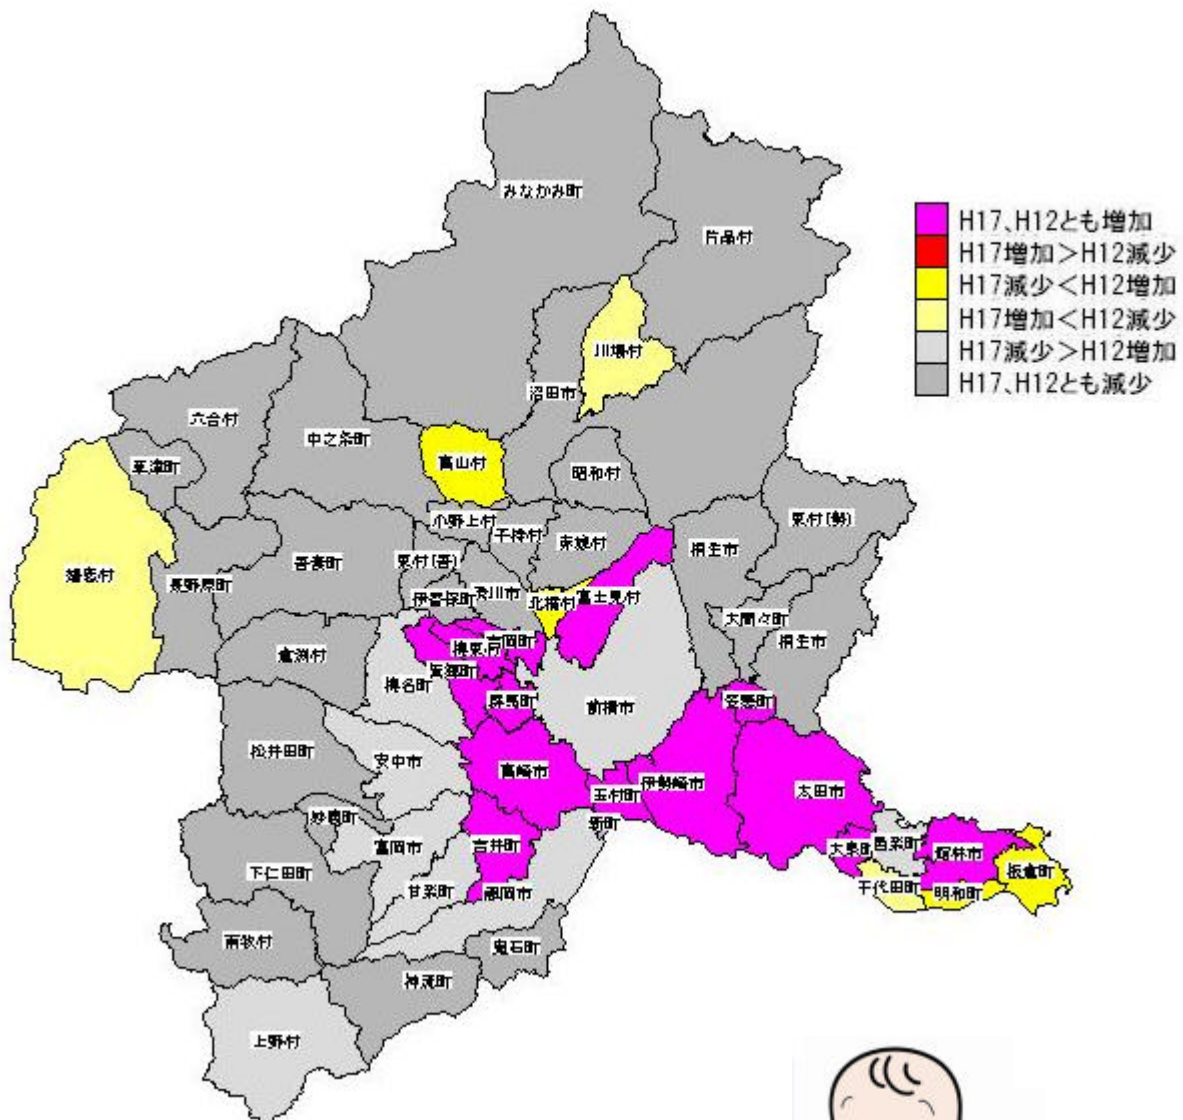 みなかみ町
片品村
H17、H12とも増加
H17増加＞H12減少
H17減少＜H12増加
H17増加＜H12減少
H17減少＞H12増加
H17、H12とも減少
川場村
沼田市
六合村
中之条町
草津町
高山村
昭和村
小野上村
子持村
東村(勢)
赤城村
桐生市
嬬恋村
長野原町
吾妻町
東村(吾)
伊香保町
渋川市
北橘村
富士見村
大間々町
桐生市
倉渕村
榛名町
榛東村
吉岡町
箕郷町
群馬町
前橋市
笠懸町
松井田町
安中市
高崎市
玉村町
伊勢崎市
太田市
妙義町
富岡市
吉井町
新町
大泉町
邑楽町
館林市
板倉町
下仁田町
甘楽町
藤岡市
千代田町
明和町
南牧村
鬼石町
神流町
上野村